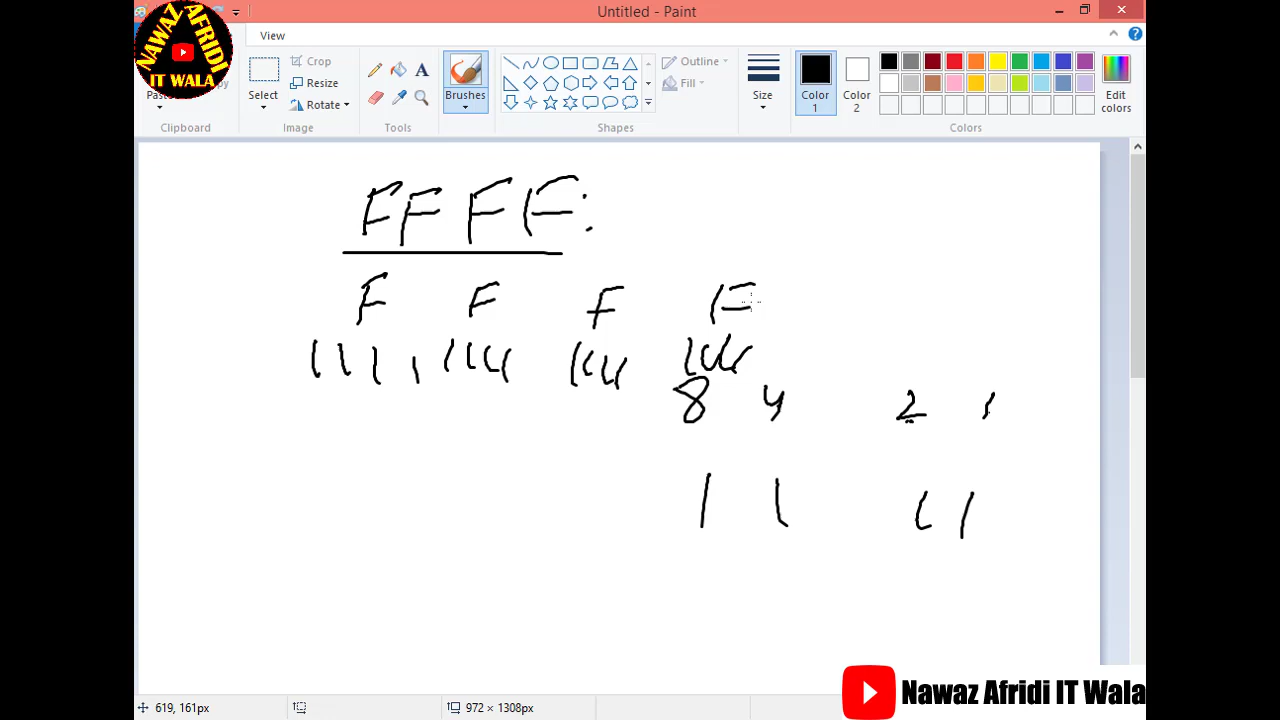 Untitled - Paint
NAWAZ AFRIDI
IT WALA
View
Crop
Resize
Rotate
Select
Brushes
Outline
Fill
Size
Color 1
Color 2
Edit colors
Clipboard
Image
Tools
Shapes
Colors
FFFF:
F F F F
1111 1111 1111 1111
8 4 2 1
1 1 1 1
619, 161px
972 × 1308px
Nawaz Afridi IT Wala